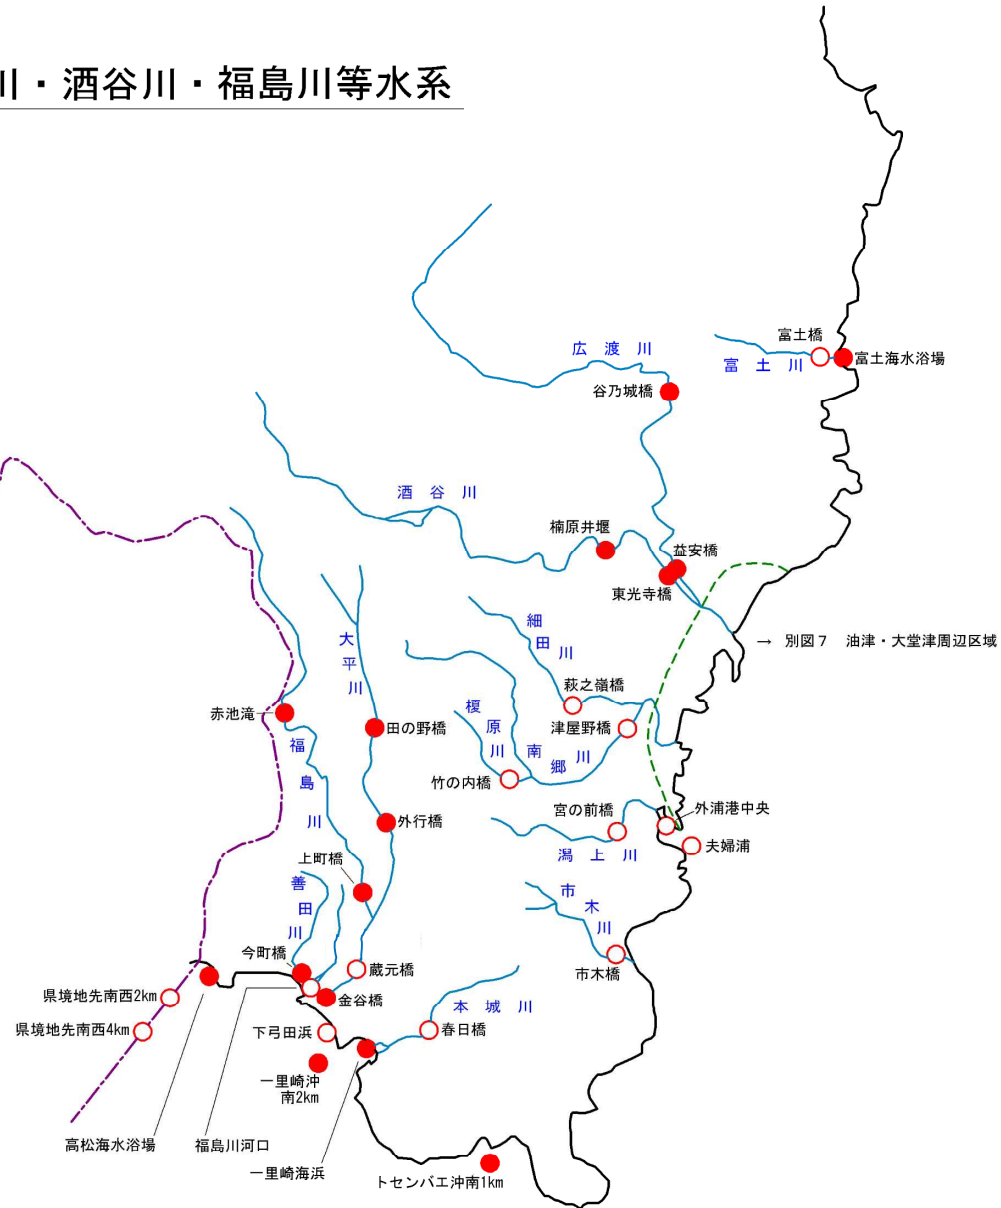 川・酒谷川・福島川等水系
富土橋
広渡川
富土海水浴場
富土川
谷乃城橋
酒谷川
楠原井堰
益安橋
東光寺橋
細田川
大平川
→ 別図7 油津・大堂津周辺区域
萩之嶺橋
榎原川
赤池滝
田の野橋
津屋野橋
福島川
南郷川
竹の内橋
宮の前橋
外浦港中央
外行橋
夫婦浦
潟上川
上町橋
善田川
市木川
今町橋
蔵元橋
市木橋
県境地先南西2km
金谷橋
本城川
県境地先南西4km
下弓田浜
春日橋
一里崎沖
南2km
高松海水浴場
福島川河口
一里崎海浜
トセンバエ沖南1km